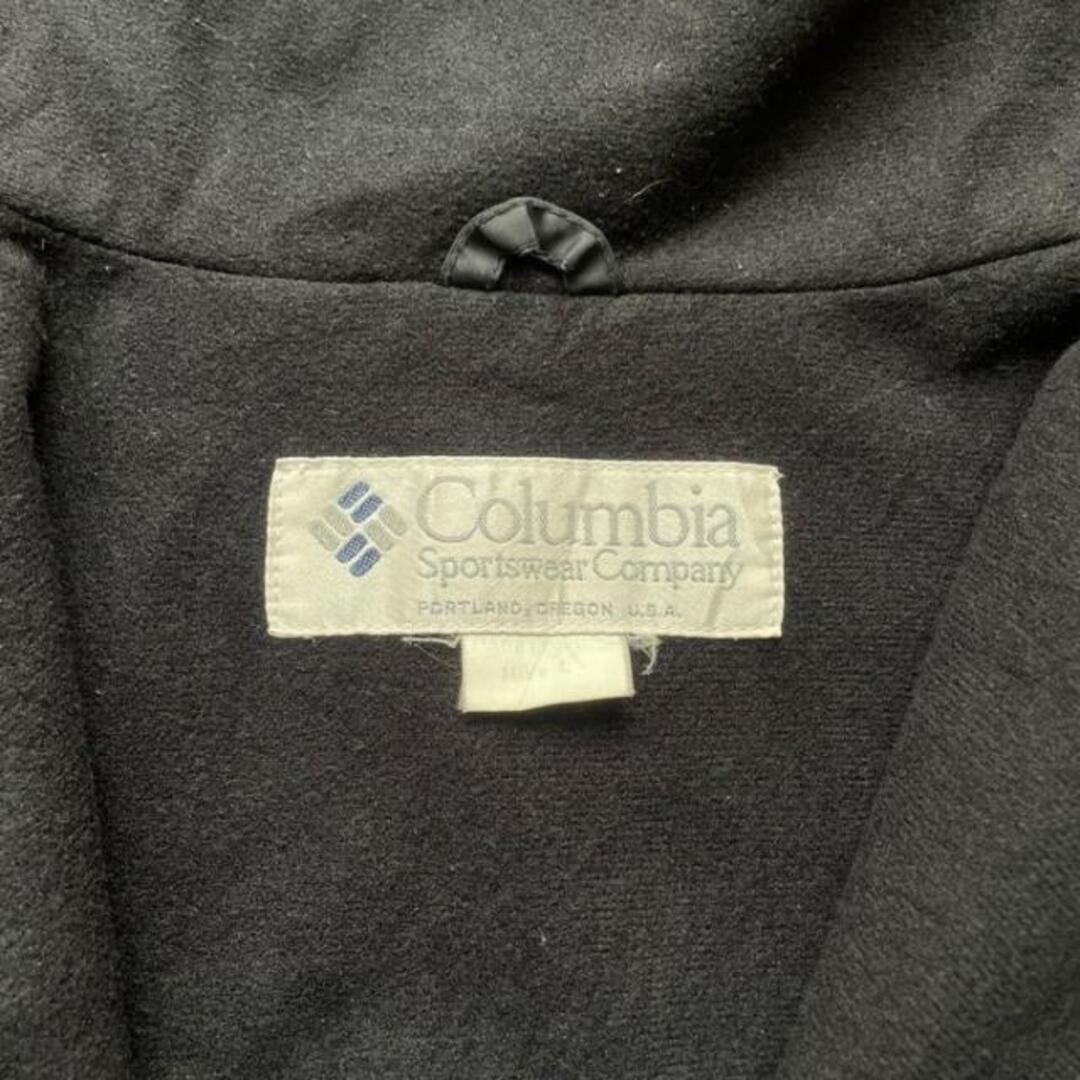 Columbia
Sportswear Company
PORTLAND, OREGON U.S.A.